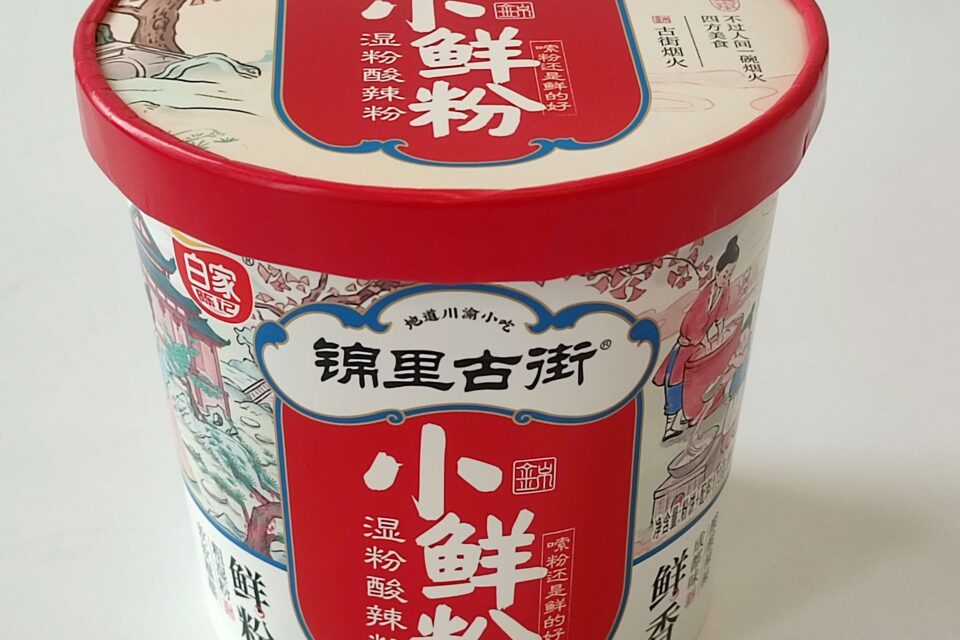 小鲜粉
湿粉酸辣粉
嗦粉还是鲜的好
不过人间一碗烟火
四方美食
古街烟火
白家
陈记
地道川渝小吃
锦里古街®
小鲜粉
湿粉酸辣粉
嗦粉还是鲜的好
鲜粉
鲜香
净含量: